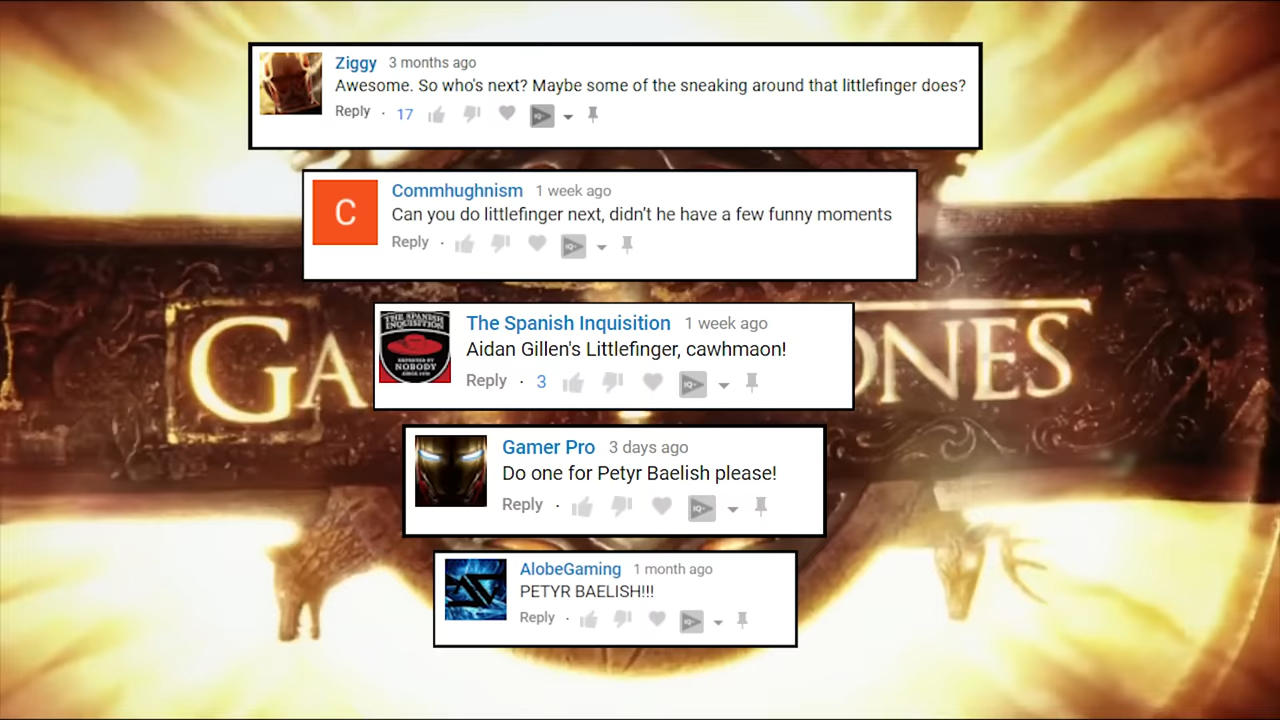 Ziggy 3 months ago
Awesome. So who's next? Maybe some of the sneaking around that littlefinger does?
Reply · 17
C
Commhughnism 1 week ago
Can you do littlefinger next, didn't he have a few funny moments
Reply ·
THE SPANISH
INQUISITION
EXPECTED BY
NOBODY
The Spanish Inquisition 1 week ago
Aidan Gillen's Littlefinger, cawhmaon!
Reply · 3
GA
ONES
Gamer Pro 3 days ago
Do one for Petyr Baelish please!
Reply ·
AlobeGaming 1 month ago
PETYR BAELISH!!!
Reply ·